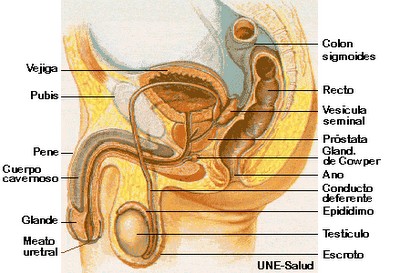 Vejiga
Pubis
Pene
Cuerpo
cavernoso
Glande
Meato
uretral
Colon
sigmoides
Recto
Vesicula
seminal
Próstata
Gland.
de Cowper
Ano
Conducto
deferente
Epidídimo
Testículo
Escroto
UNE-Salud